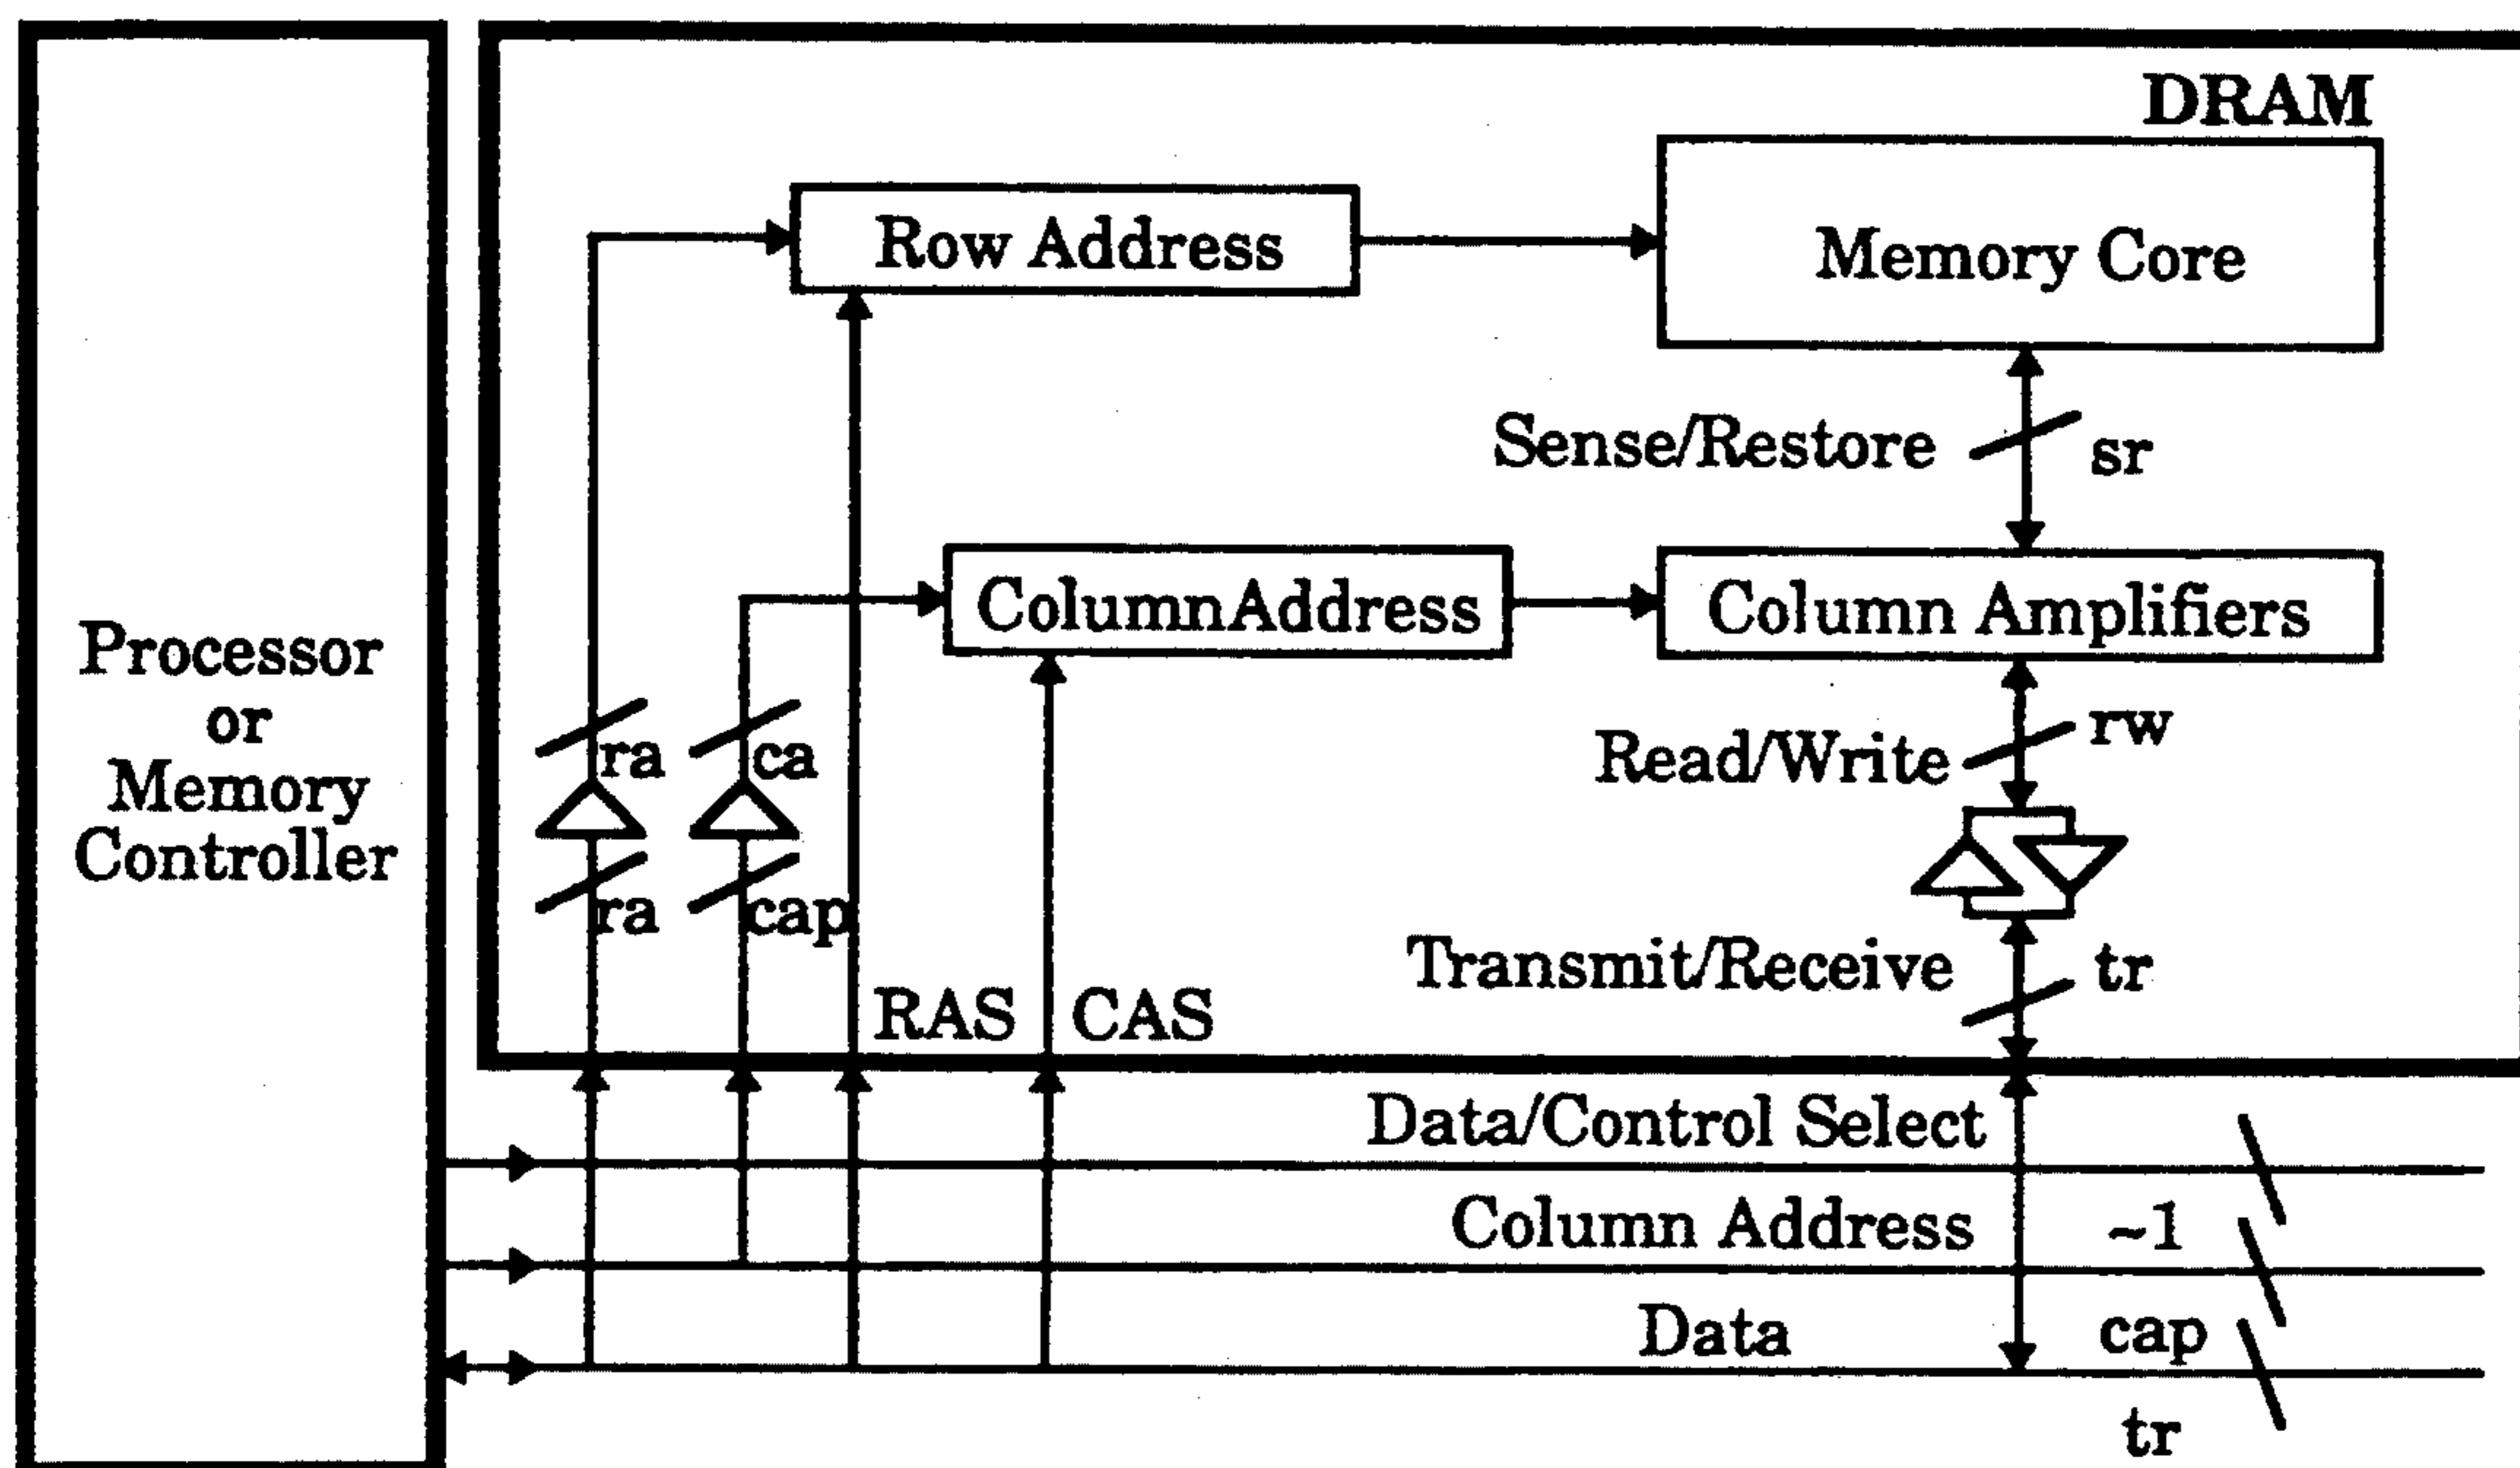 DRAM
Row Address
Memory Core
Sense/Restore
sr
ColumnAddress
Column Amplifiers
Processor
or
Memory
Controller
ra
ca
Read/Write
rw
ra
cap
Transmit/Receive
tr
RAS
CAS
Data/Control Select
Column Address
~1
Data
cap
tr